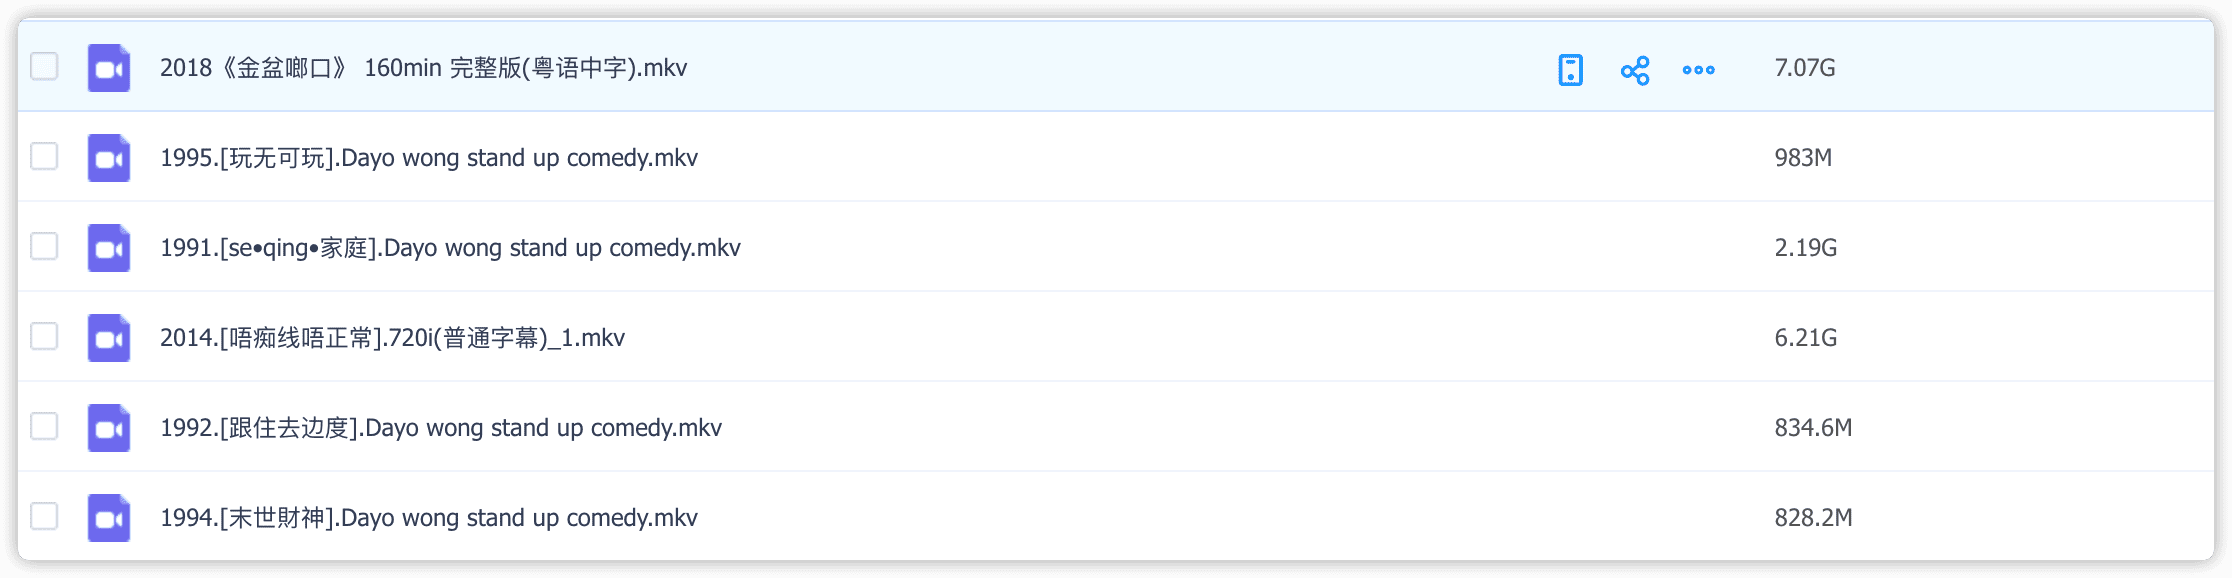 2018《金盆啷口》 160min 完整版(粤语中字).mkv 7.07G
1995.[玩无可玩].Dayo wong stand up comedy.mkv 983M
1991.[se•qing•家庭].Dayo wong stand up comedy.mkv 2.19G
2014.[唔痴线唔正常].720i(普通字幕)_1.mkv 6.21G
1992.[跟住去边度].Dayo wong stand up comedy.mkv 834.6M
1994.[末世財神].Dayo wong stand up comedy.mkv 828.2M